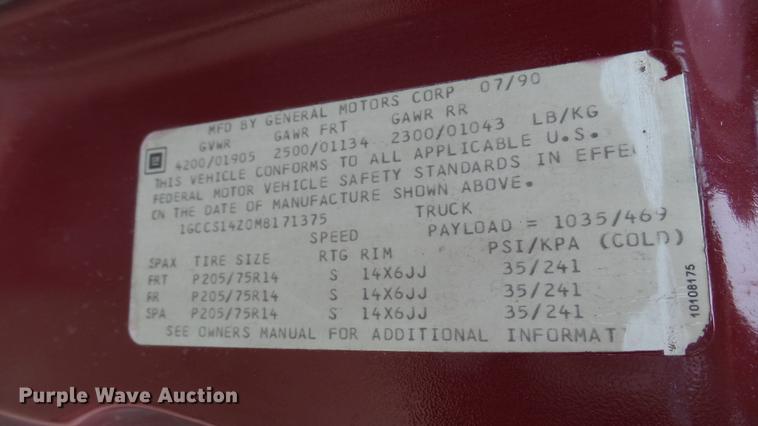 MFD BY GENERAL MOTORS CORP 07/90
GVWR GAWR FRT GAWR RR
4200/01905 2500/01134 2300/01043 LB/KG
GM
THIS VEHICLE CONFORMS TO ALL APPLICABLE U.S.
FEDERAL MOTOR VEHICLE SAFETY STANDARDS IN EFFE
ON THE DATE OF MANUFACTURE SHOWN ABOVE.
1GCCS14Z0M8171375 TRUCK
SPEED PAYLOAD = 1035/469
SPAX TIRE SIZE RTG RIM PSI/KPA (COLD)
FRT P205/75R14 S 14X6JJ 35/241
RR P205/75R14 S 14X6JJ 35/241
SPA P205/75R14 S 14X6JJ 35/241
SEE OWNERS MANUAL FOR ADDITIONAL INFORMAT
10108175
Purple Wave Auction